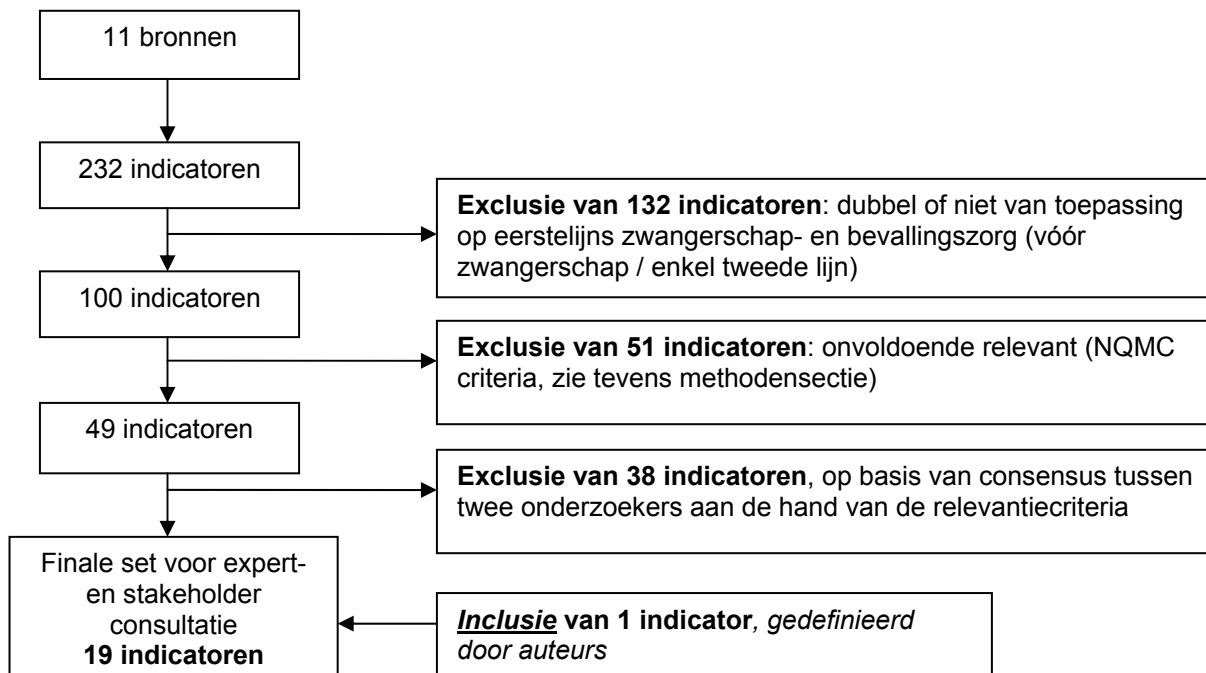 11 bronnen
232 indicatoren
Exclusie van 132 indicatoren: dubbel of niet van toepassing
op eerstelijns zwangerschap- en bevallingszorg (vóór
zwangerschap / enkel tweede lijn)
100 indicatoren
Exclusie van 51 indicatoren: onvoldoende relevant (NQMC
criteria, zie tevens methodensectie)
49 indicatoren
Exclusie van 38 indicatoren, op basis van consensus tussen
twee onderzoekers aan de hand van de relevantiecriteria
Finale set voor expert-
en stakeholder
consultatie
19 indicatoren
Inclusie van 1 indicator, gedefinieerd
door auteurs